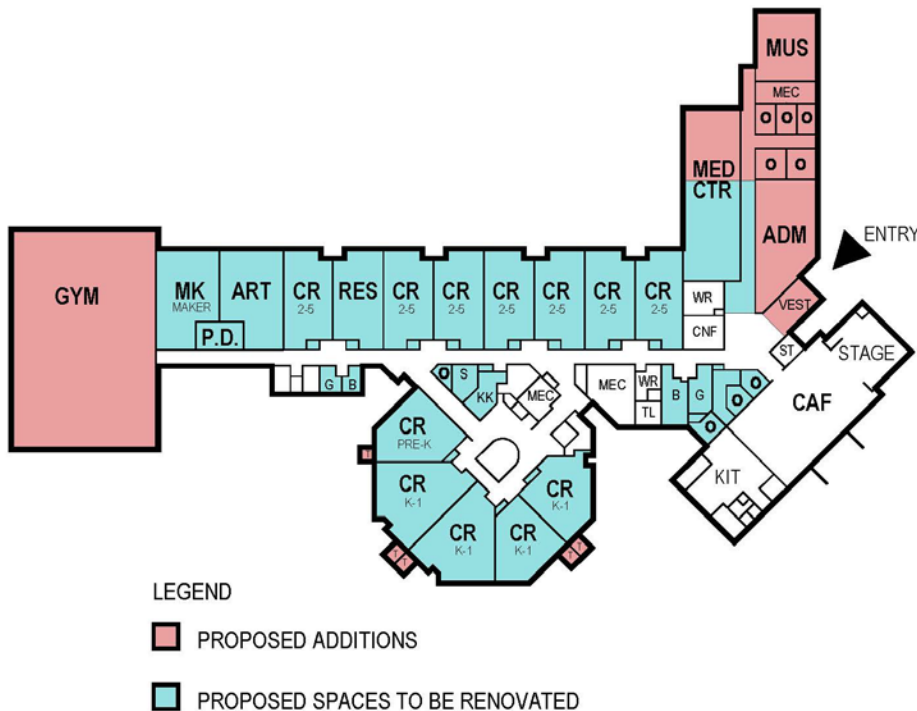 MUS
MEC
O O O
O O
MED
CTR
ADM
ENTRY
VEST
GYM
MK
MAKER
ART
P.D.
CR
2-5
RES
CR
2-5
CR
2-5
CR
2-5
CR
2-5
CR
2-5
CR
2-5
WR
CNF
ST
STAGE
CAF
KIT
G B
O
S
KK
MEC
MEC
WR
TL
B
G
O
O
O
CR
PRE-K
T
CR
K-1
CR
K-1
CR
K-1
CR
K-1
T
T
T
T
LEGEND
PROPOSED ADDITIONS
PROPOSED SPACES TO BE RENOVATED